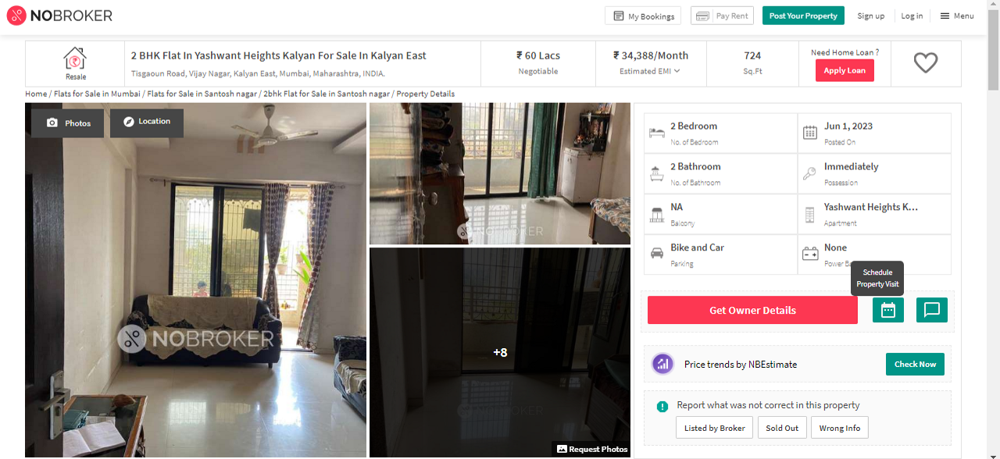 NOBROKER
My Bookings
Pay Rent
Post Your Property
Sign up
Log in
Menu
Resale
2 BHK Flat In Yashwant Heights Kalyan For Sale In Kalyan East
Tisgaoun Road, Vijay Nagar, Kalyan East, Mumbai, Maharashtra, INDIA.
₹ 60 Lacs
Negotiable
₹ 34,388/Month
Estimated EMI
724
Sq.Ft
Need Home Loan ?
Apply Loan
Home / Flats for Sale in Mumbai / Flats for Sale in Santosh nagar / 2bhk Flat for Sale in Santosh nagar / Property Details
Photos
Location
NOBROKER
NOBROKER
+8
NOBROKER
Request Photos
2 Bedroom
No. of Bedroom
Jun 1, 2023
Posted On
2 Bathroom
No. of Bathroom
Immediately
Possession
NA
Balcony
Yashwant Heights K...
Apartment
Bike and Car
Parking
None
Power Ba
Schedule
Property Visit
Get Owner Details
Price trends by NBEstimate
Check Now
Report what was not correct in this property
Listed by Broker
Sold Out
Wrong Info